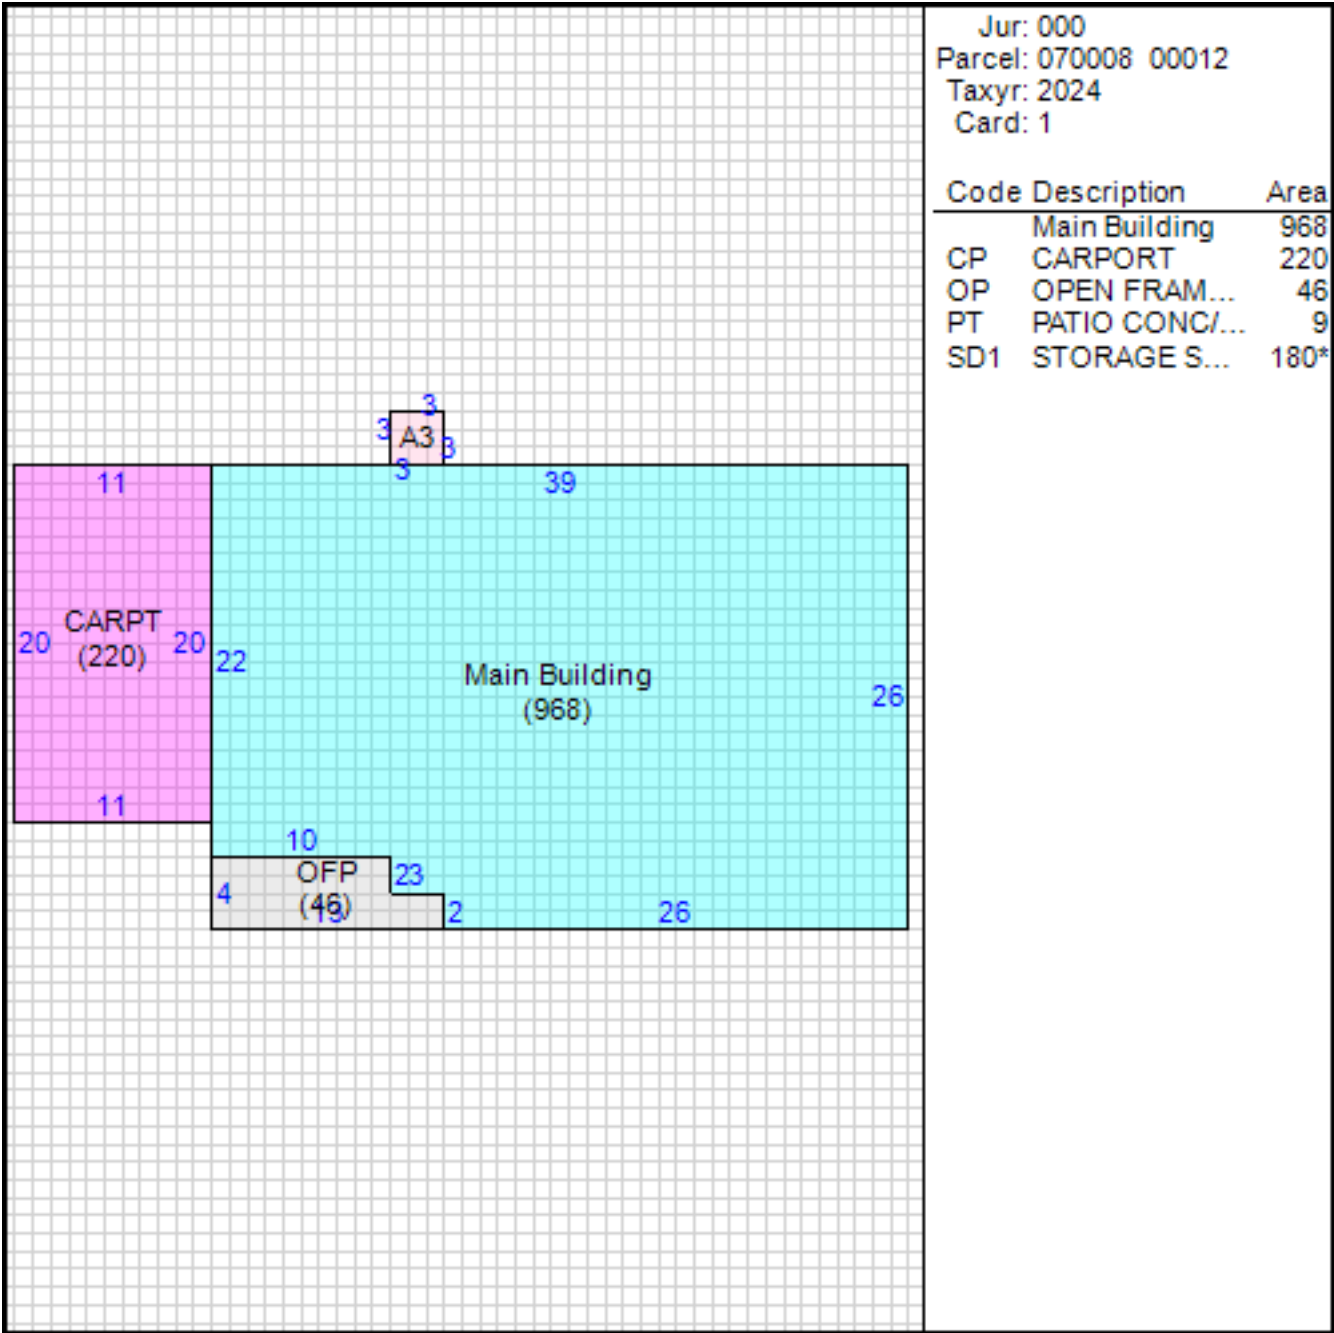 Jur: 000
Parcel: 070008 00012
Taxyr: 2024
Card: 1
Code Description Area
Main Building 968
CP CARPORT 220
OP OPEN FRAM... 46
PT PATIO CONC/... 9
SD1 STORAGE S... 180*
3
3 A3 3
3
11 39
CARPT
20 (220) 20
22
Main Building
(968)
26
11
10
OFP
23
4
(46)
13
2 26